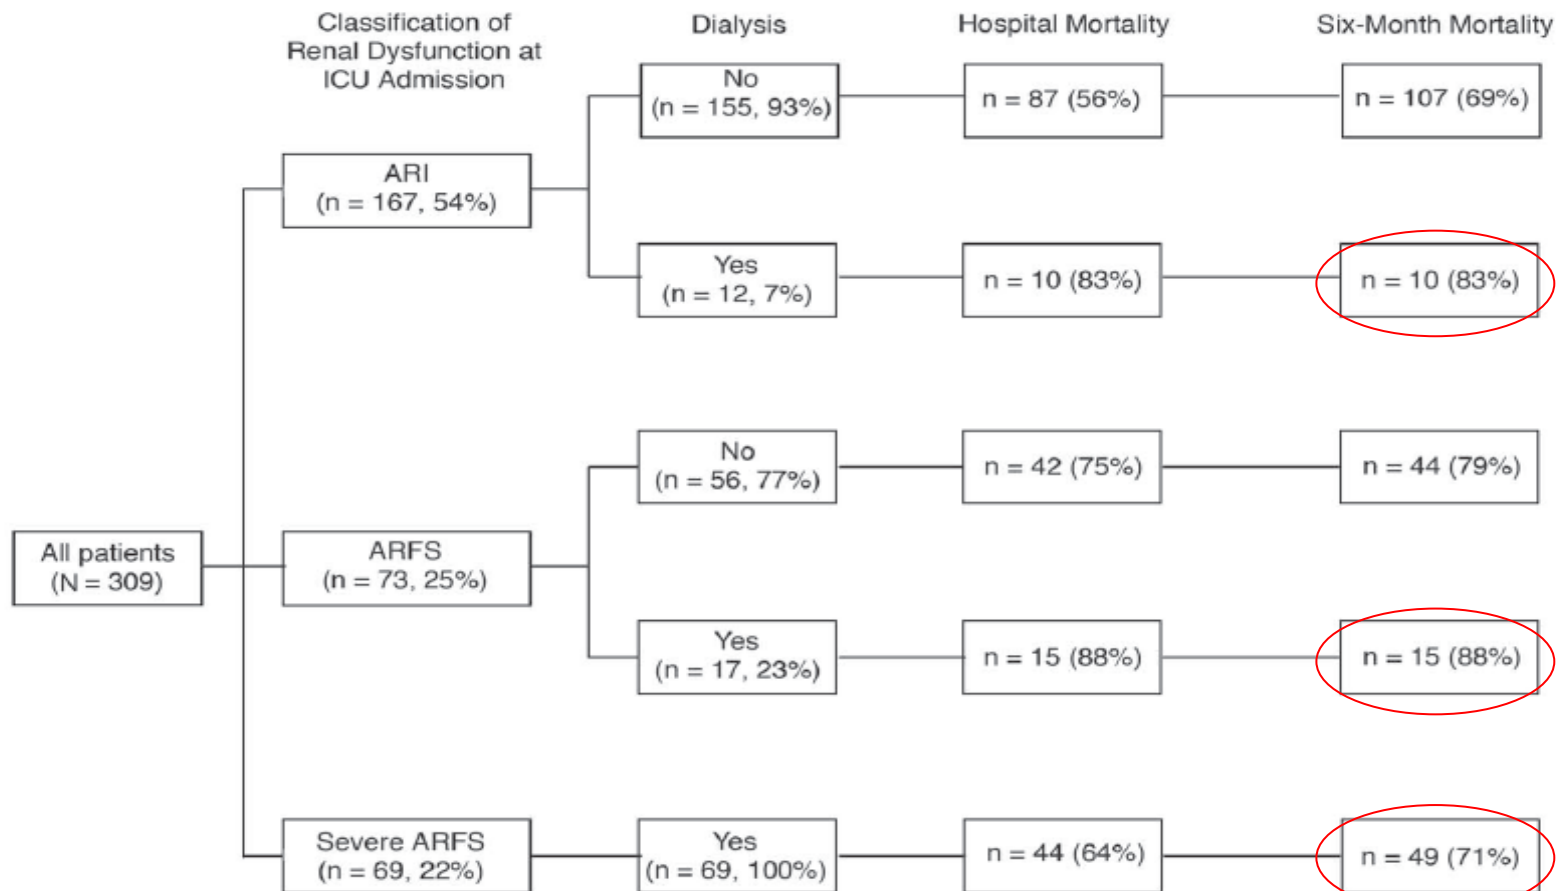 Classification of
Renal Dysfunction at
ICU Admission
Dialysis
Hospital Mortality
Six-Month Mortality
No
(n = 155, 93%)
n = 87 (56%)
n = 107 (69%)
ARI
(n = 167, 54%)
Yes
(n = 12, 7%)
n = 10 (83%)
n = 10 (83%)
No
(n = 56, 77%)
n = 42 (75%)
n = 44 (79%)
All patients
(N = 309)
ARFS
(n = 73, 25%)
Yes
(n = 17, 23%)
n = 15 (88%)
n = 15 (88%)
Severe ARFS
(n = 69, 22%)
Yes
(n = 69, 100%)
n = 44 (64%)
n = 49 (71%)